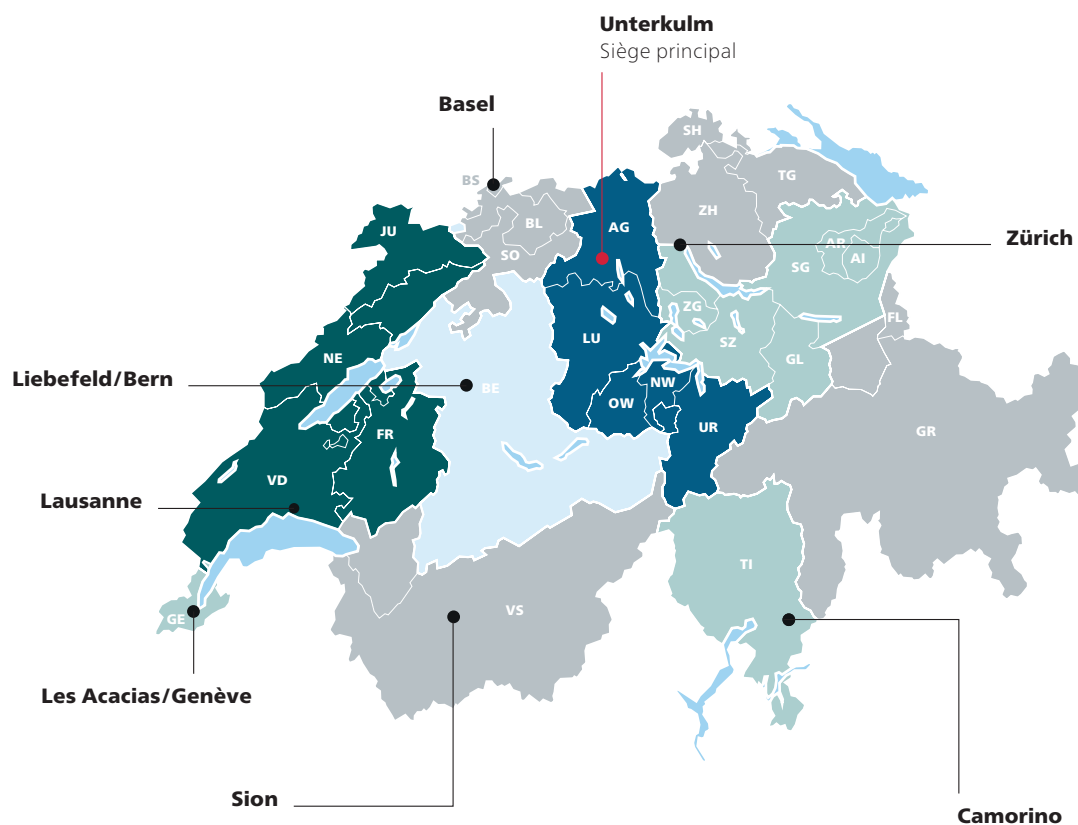 Unterkulm
Siège principal
Basel
SH
BS
TG
ZH
BL
JU
AG
Zürich
SO
AR
AI
SG
ZG
FL
NE
LU
SZ
GL
Liebefeld/Bern
BE
NW
OW
UR
FR
GR
VD
Lausanne
TI
GE
VS
Les Acacias/Genève
Sion
Camorino